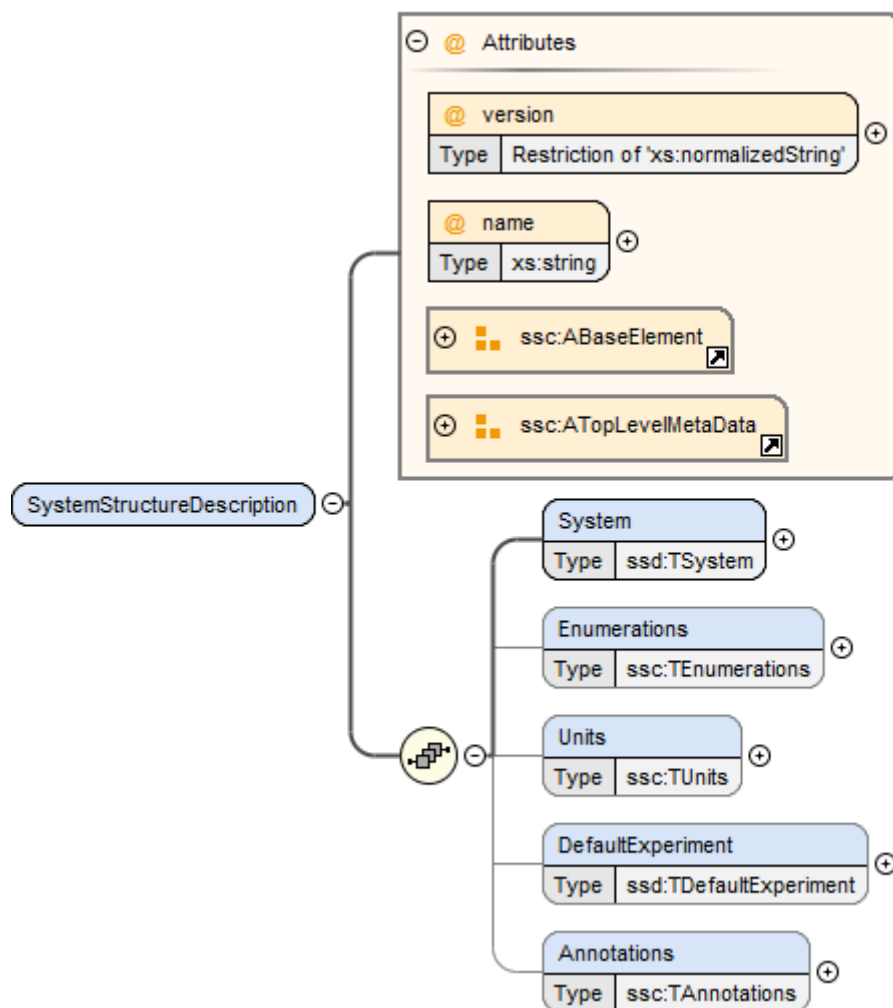 @ Attributes
@ version
Type Restriction of 'xs:normalizedString'
@ name
Type xs:string
ssc:ABaseElement
ssc:ATopLevelMetaData
SystemStructureDescription
System
Type ssd:TSystem
Enumerations
Type ssc:TEnumerations
Units
Type ssc:TUnits
DefaultExperiment
Type ssd:TDefaultExperiment
Annotations
Type ssc:TAnnotations